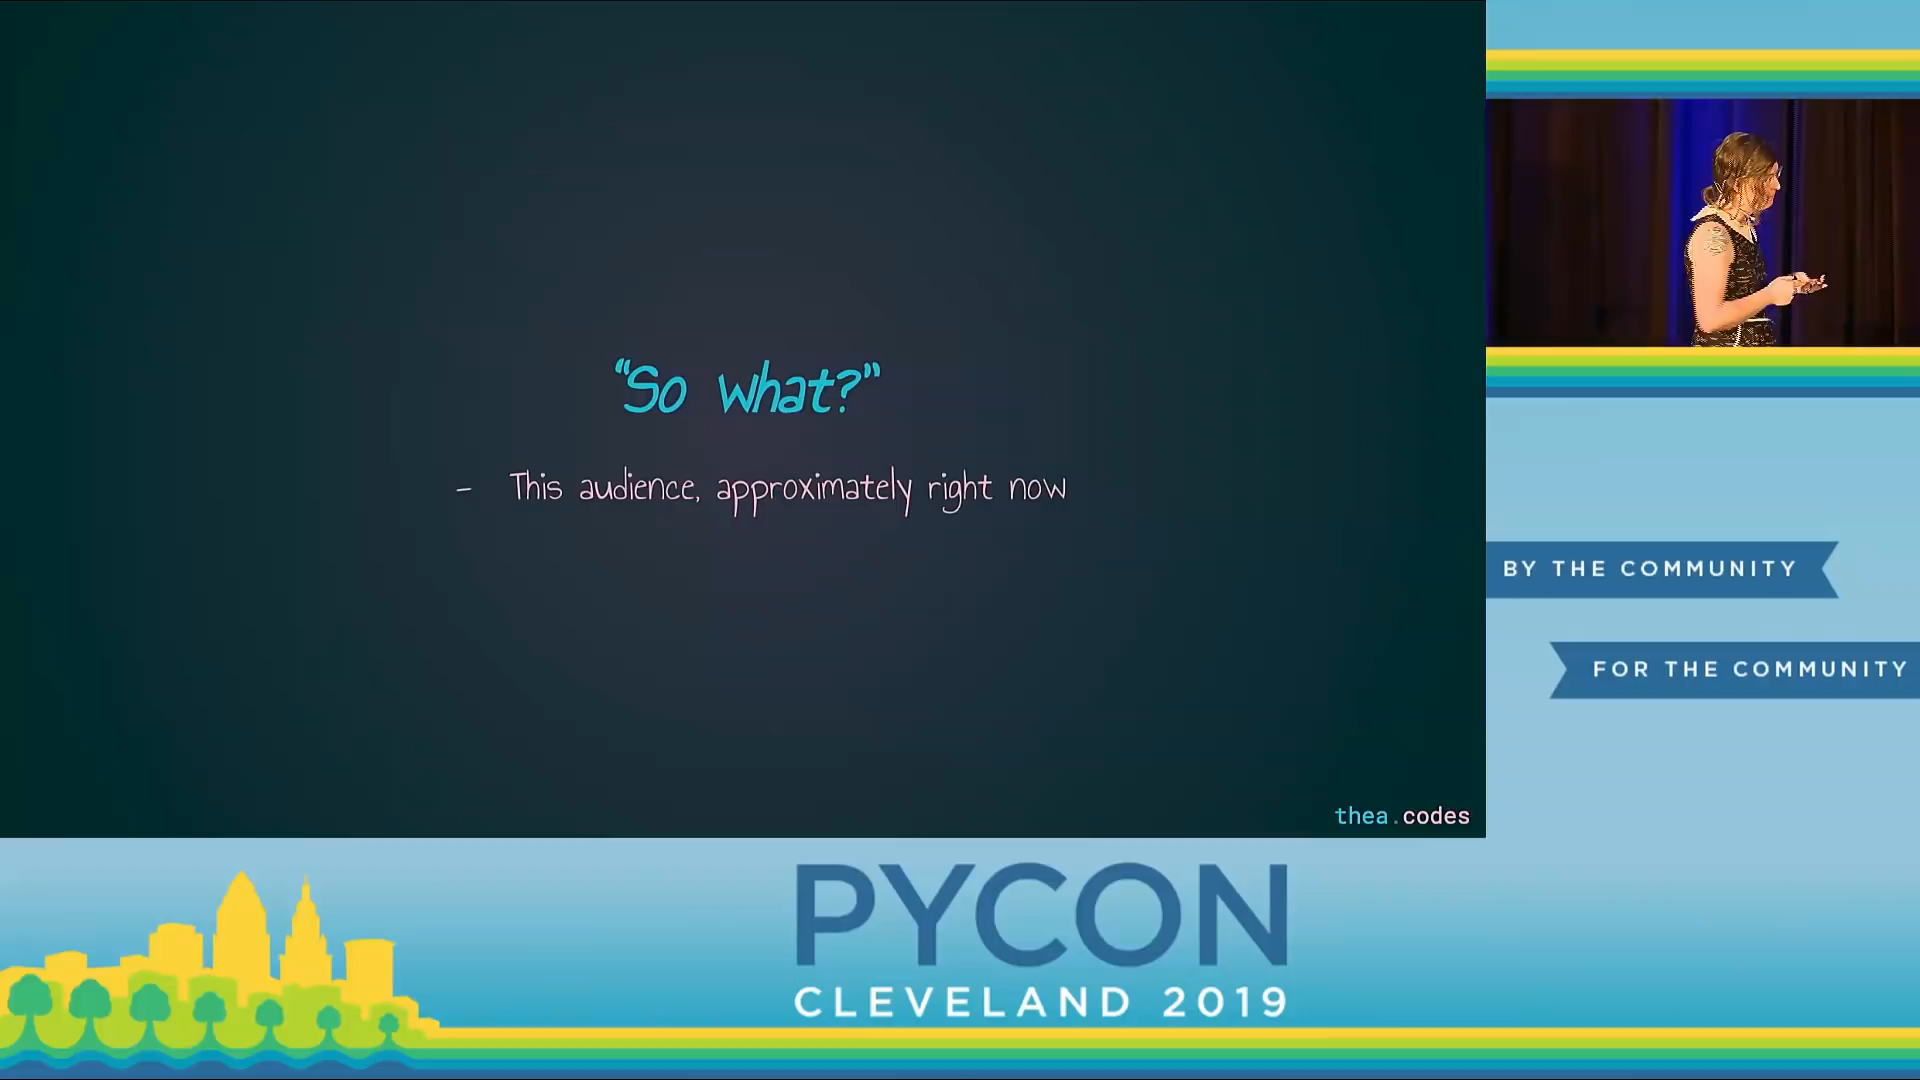 “So what?”
- This audience, approximately right now
thea.codes
BY THE COMMUNITY
FOR THE COMMUNITY
PYCON
CLEVELAND 2019